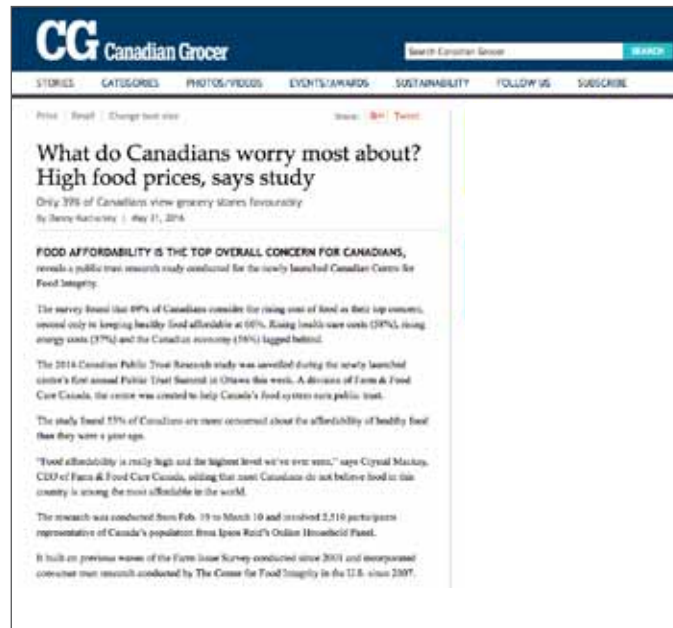 CG Canadian Grocer
Search Canadian Grocer SEARCH
STORIES CATEGORIES PHOTOS/VIDEOS EVENTS/AWARDS SUSTAINABILITY FOLLOW US SUBSCRIBE
Print | Email | Change text size Share: Tweet
What do Canadians worry most about?
High food prices, says study
Only 39% of Canadians view grocery stores favourably
By Danny | May 31, 2016
FOOD AFFORDABILITY IS THE TOP OVERALL CONCERN FOR CANADIANS,
reveals a public trust research study conducted for the newly launched Canadian Centre for
Food Integrity.
The survey found that 69% of Canadians consider the rising cost of food as their top concern,
second only to keeping healthy food affordable at 66%. Rising health care costs (59%), rising
energy costs (57%) and the Canadian economy (56%) lagged behind.
The 2016 Canadian Public Trust Research study was unveiled during the newly launched
centre's first annual Public Trust Summit in Ottawa this week. A division of Farm & Food
Care Canada, the centre was created to help Canada's food system earn public trust.
The study found 53% of Canadians are more concerned about the affordability of healthy food
than they were a year ago.
"Food affordability is really high and the highest level we've ever seen," says Crystal Mackay,
CEO of Farm & Food Care Canada, adding that most Canadians do not believe food in this
country is among the most affordable in the world.
The research was conducted from Feb. 19 to March 10 and involved 2,510 participants
representative of Canada's population from Ipsos Reid's Online Household Panel.
It built on previous waves of the Farm Issue Survey conducted since 2001 and incorporated
consumer trust research conducted by The Center for Food Integrity in the U.S. since 2007.